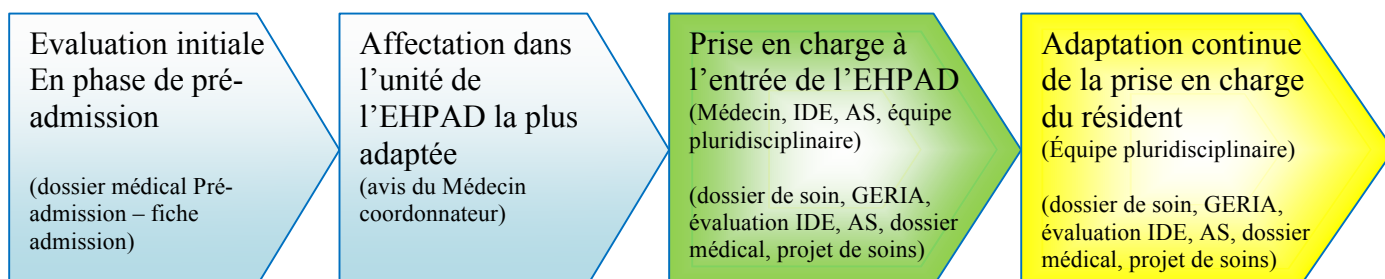 Evaluation initiale
En phase de pré-
admission
(dossier médical Pré-
admission – fiche
admission)
Affectation dans
l’unité de
l’EHPAD la plus
adaptée
(avis du Médecin
coordonnateur)
Prise en charge à
l’entrée de l’EHPAD
(Médecin, IDE, AS, équipe
pluridisciplinaire)
(dossier de soin, GERIA,
évaluation IDE, AS, dossier
médical, projet de soins)
Adaptation continue
de la prise en charge
du résident
(Équipe pluridisciplinaire)
(dossier de soin, GERIA,
évaluation IDE, AS, dossier
médical, projet de soins)